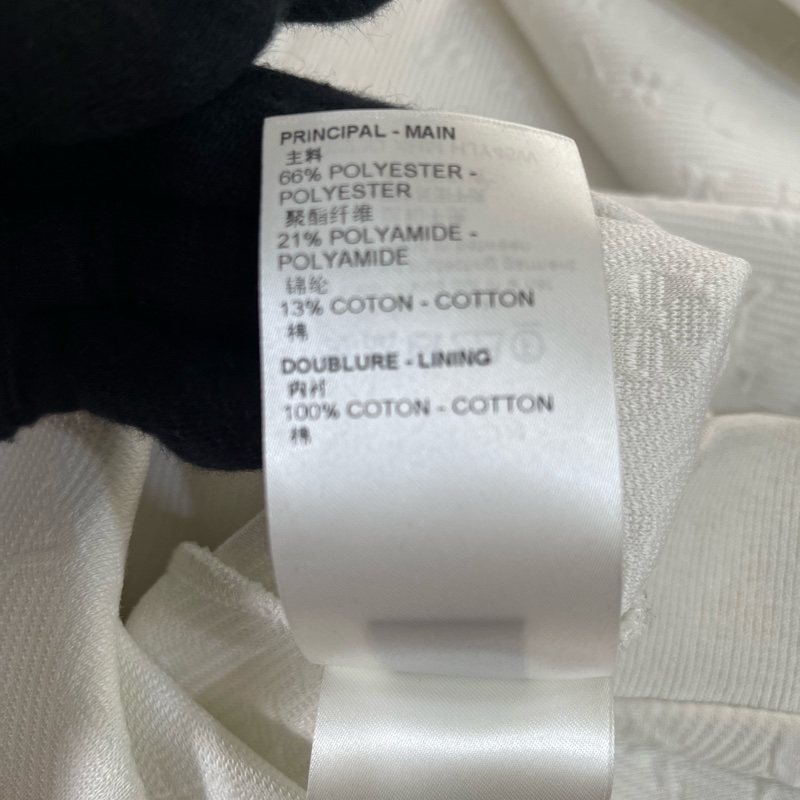 PRINCIPAL - MAIN
主料
66% POLYESTER -
POLYESTER
聚酯纤维
21% POLYAMIDE -
POLYAMIDE
锦纶
13% COTON - COTTON
棉
DOUBLURE - LINING
内衬
100% COTON - COTTON
棉